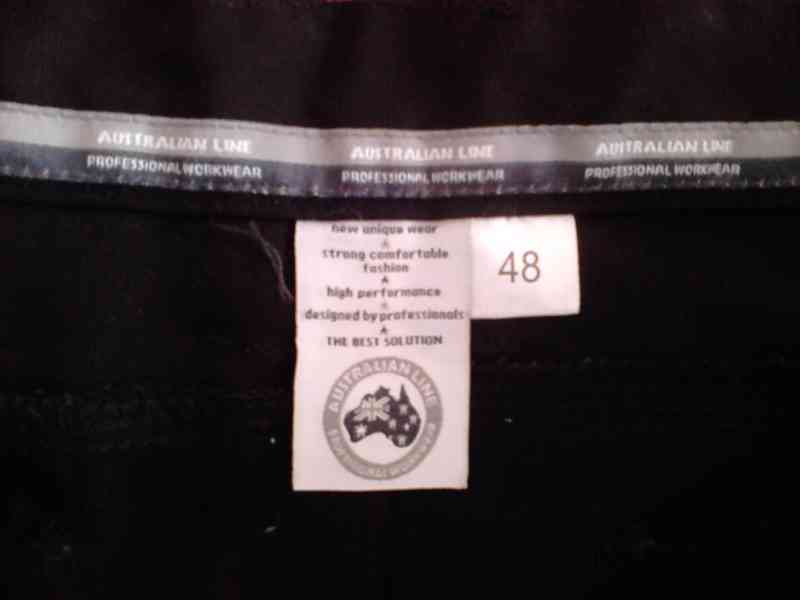 AUSTRALIAN LINE
PROFESSIONAL WORKWEAR
AUSTRALIAN LINE
PROFESSIONAL WORKWEAR
AUSTRALIAN LINE
PROFESSIONAL WORKWEAR
new unique wear
strong comfortable
fashion
high performance
designed by professionals
THE BEST SOLUTION
AUSTRALIAN LINE
PROFESSIONAL WORKWEAR
48